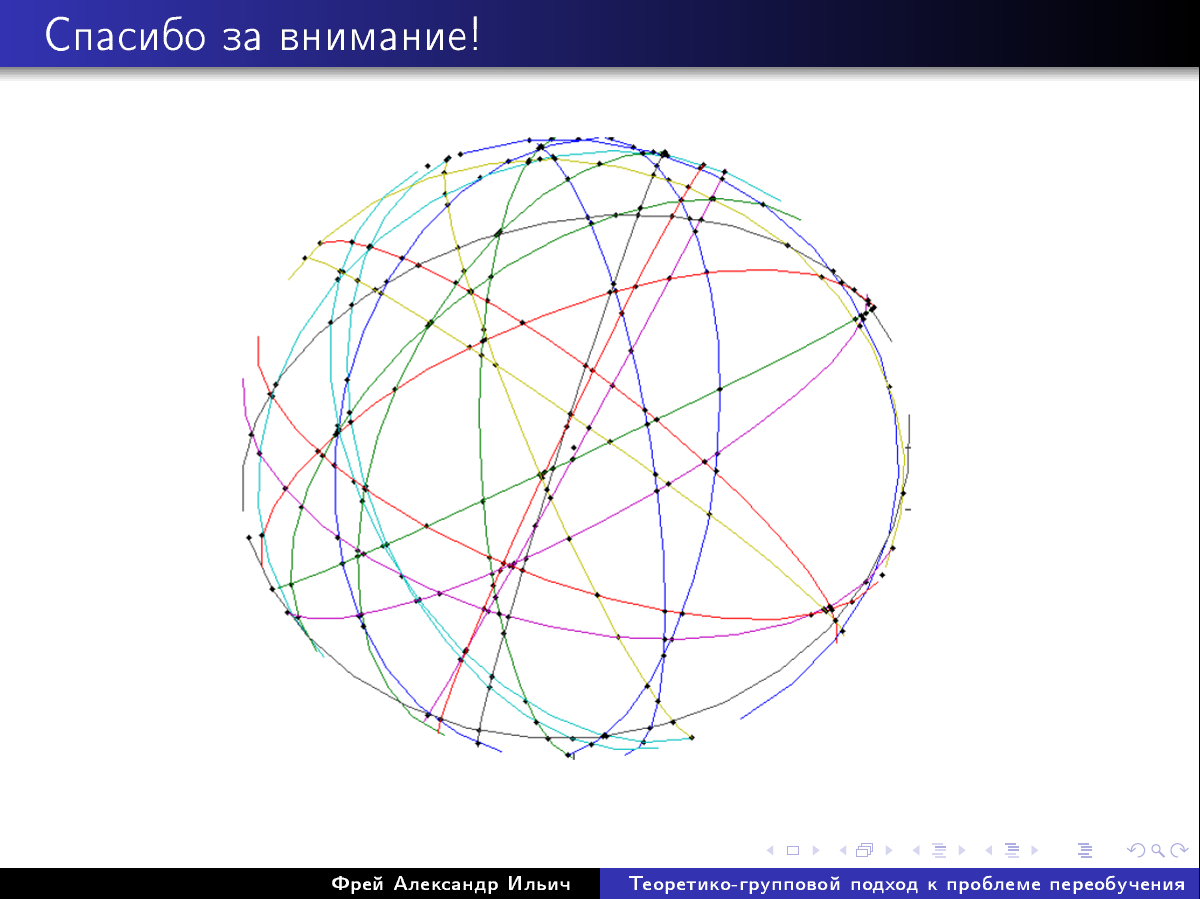 Спасибо за внимание!
Фрей Александр Ильич
Теоретико-групповой подход к проблеме переобучения